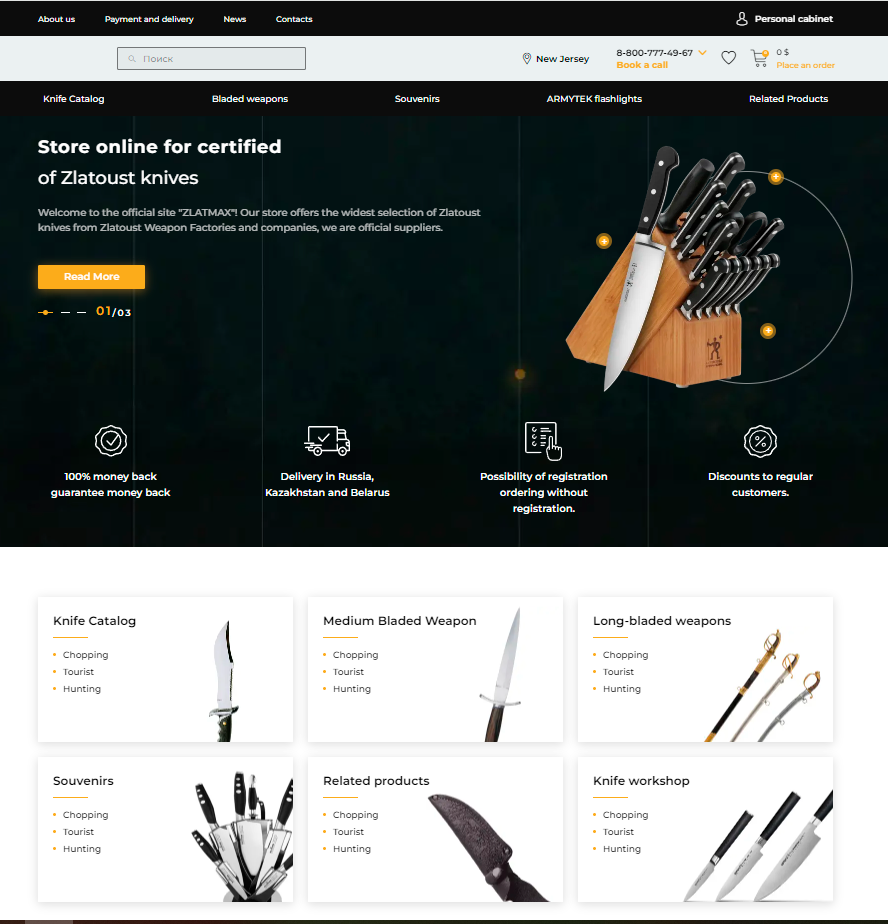 About us Payment and delivery News Contacts Personal cabinet
Поиск New Jersey 8-800-777-49-67 0 $
Book a call Place an order
Knife Catalog Bladed weapons Souvenirs ARMYTEK flashlights Related Products
Store online for certified
of Zlatoust knives
Welcome to the official site "ZLATMAX"! Our store offers the widest selection of Zlatoust
knives from Zlatoust Weapon Factories and companies, we are official suppliers.
Read More
01/03
100% money back
guarantee money back
Delivery in Russia,
Kazakhstan and Belarus
Possibility of registration
ordering without
registration.
Discounts to regular
customers.
Knife Catalog
Chopping
Tourist
Hunting
Medium Bladed Weapon
Chopping
Tourist
Hunting
Long-bladed weapons
Chopping
Tourist
Hunting
Souvenirs
Chopping
Tourist
Hunting
Related products
Chopping
Tourist
Hunting
Knife workshop
Chopping
Tourist
Hunting